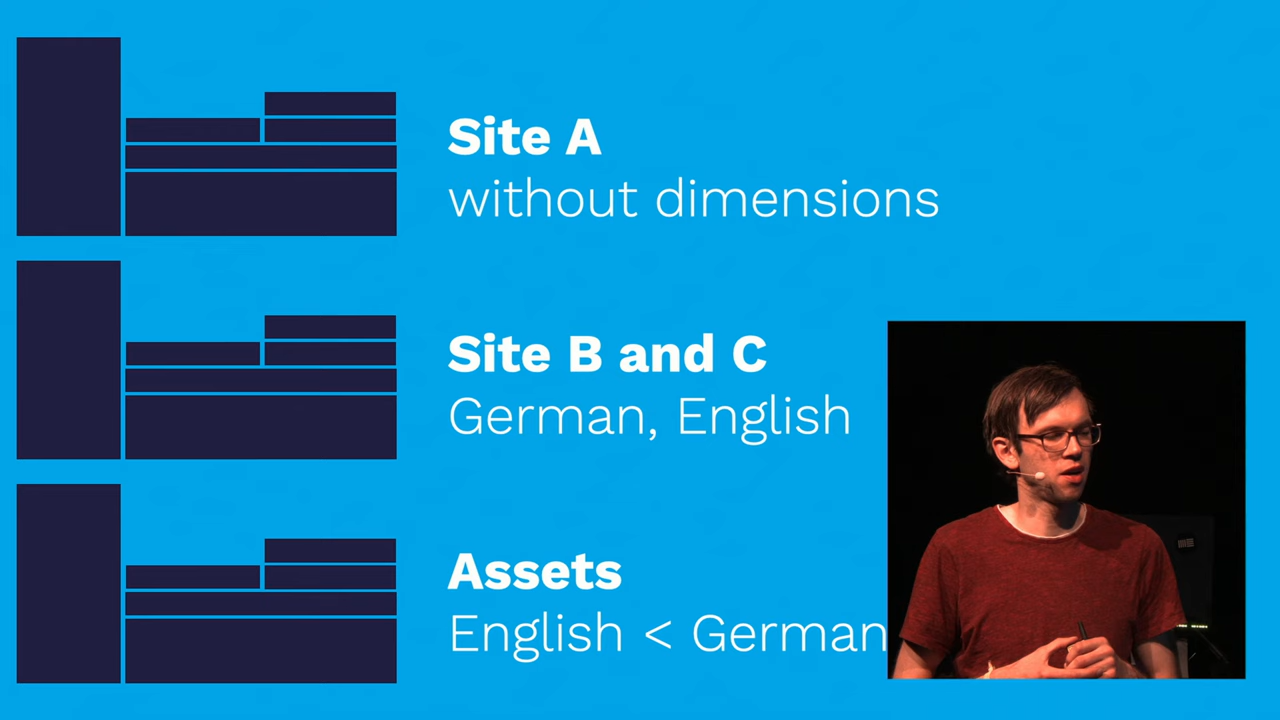 Site A
without dimensions
Site B and C
German, English
Assets
English < German